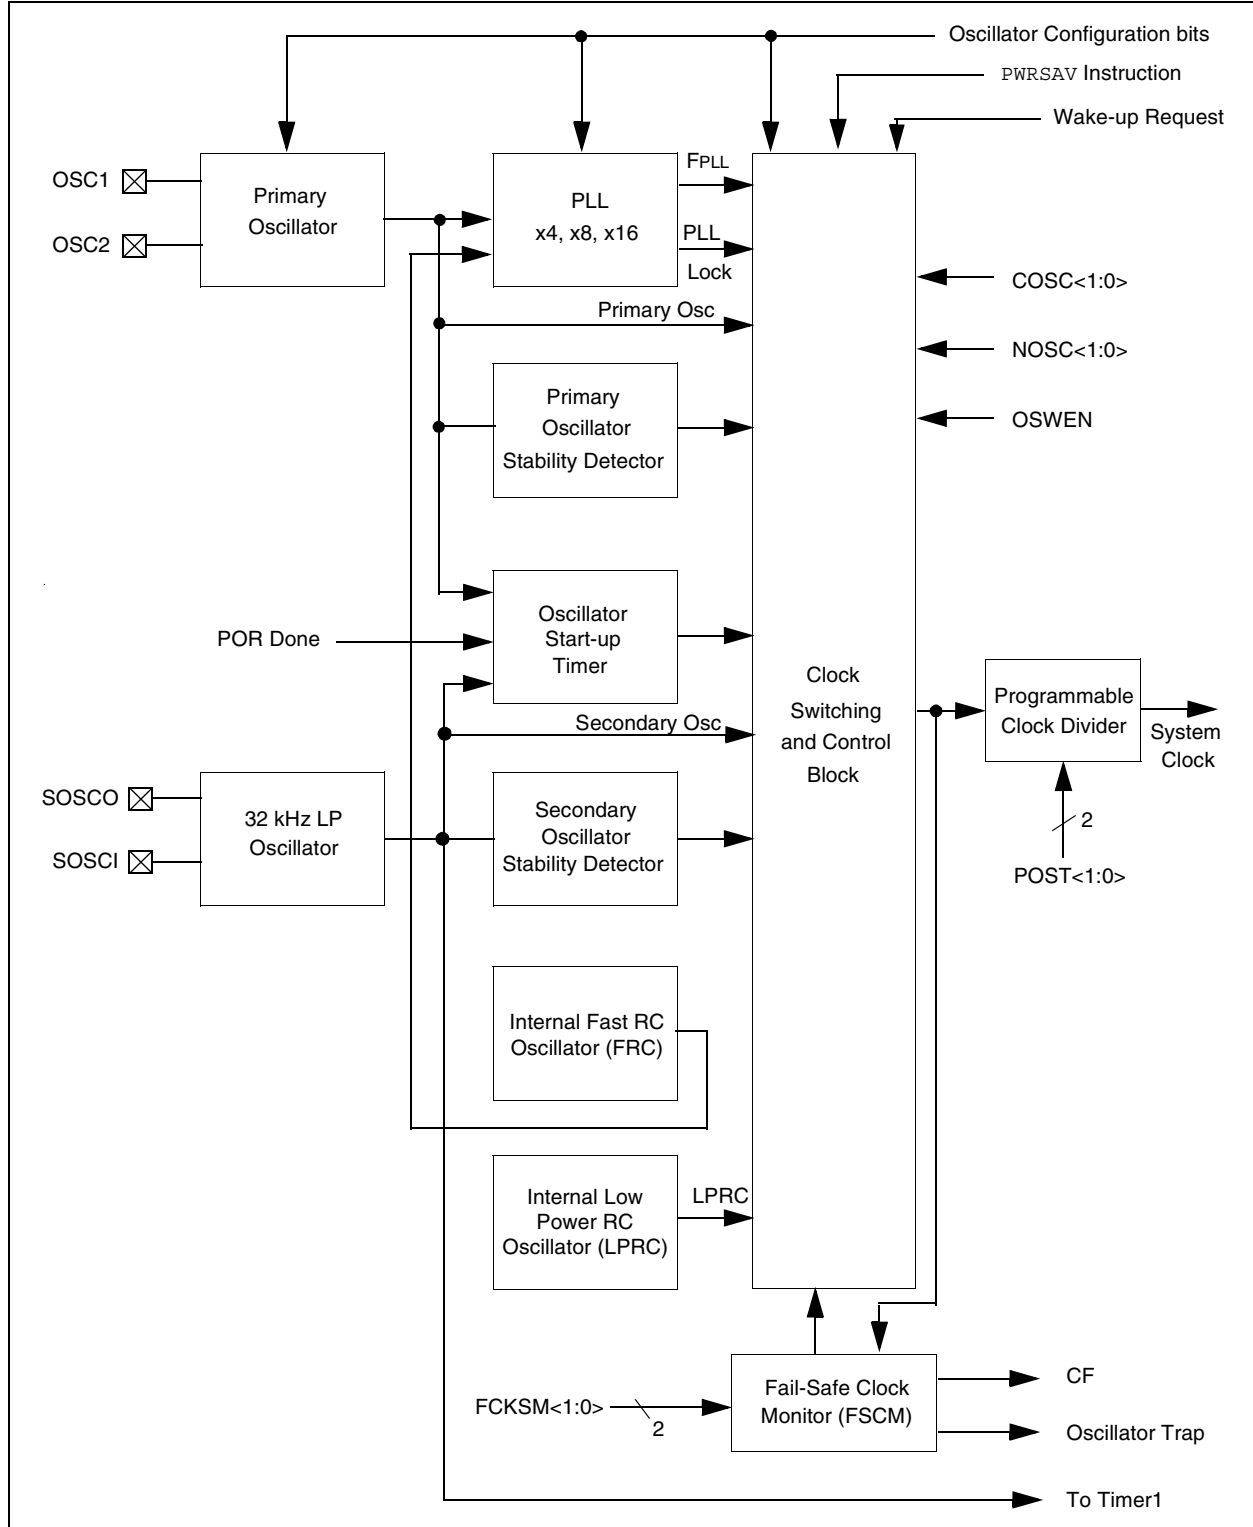 Oscillator Configuration bits
PWRSAV Instruction
Wake-up Request
OSC1
OSC2
Primary
Oscillator
PLL
x4, x8, x16
FPLL
PLL
Lock
Primary Osc
COSC<1:0>
NOSC<1:0>
OSWEN
Primary
Oscillator
Stability Detector
POR Done
Oscillator
Start-up
Timer
Secondary Osc
Clock
Switching
and Control
Block
Programmable
Clock Divider
System
Clock
2
POST<1:0>
SOSCO
SOSCI
32 kHz LP
Oscillator
Secondary
Oscillator
Stability Detector
Internal Fast RC
Oscillator (FRC)
Internal Low
Power RC
Oscillator (LPRC)
LPRC
FCKSM<1:0>
2
Fail-Safe Clock
Monitor (FSCM)
CF
Oscillator Trap
To Timer1